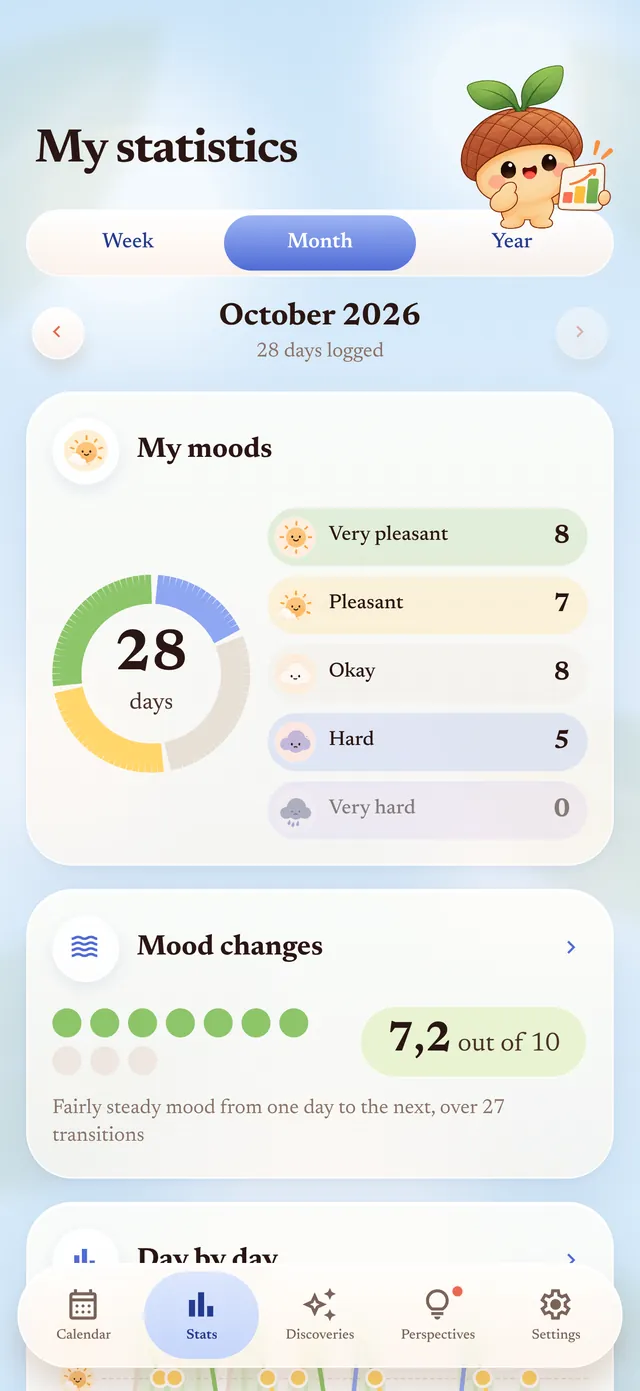 My statistics
Week
Month
Year
October 2026
28 days logged
My moods
28
days
Very pleasant 8
Pleasant 7
Okay 8
Hard 5
Very hard 0
Mood changes
7,2 out of 10
Fairly steady mood from one day to the next, over 27
transitions
Day by day
Calendar
Stats
Discoveries
Perspectives
Settings